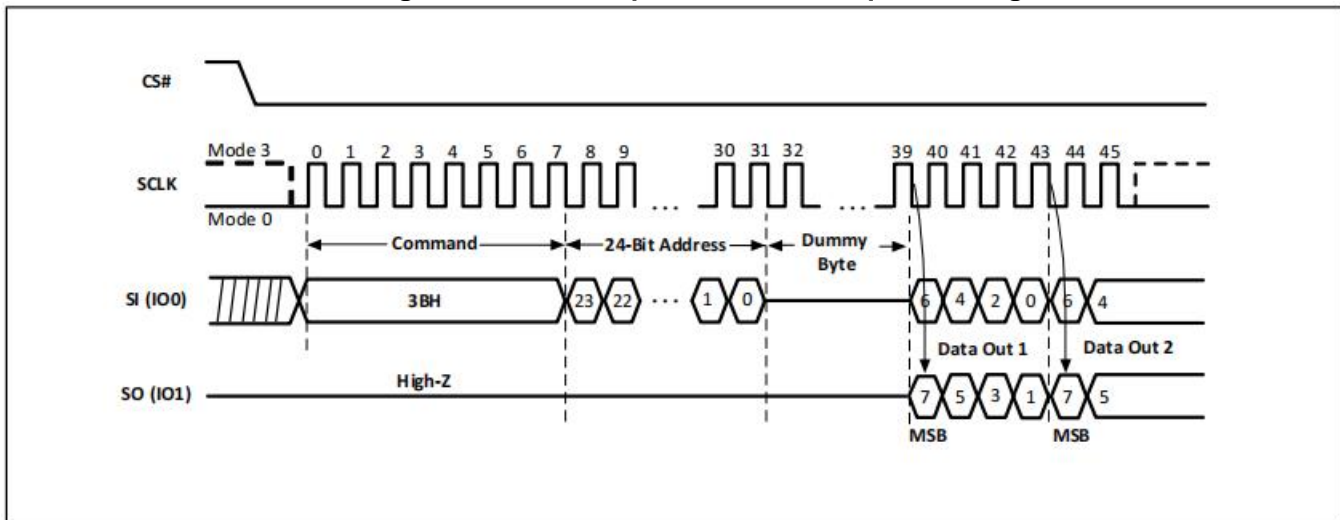 CS#
Mode 3 0 1 2 3 4 5 6 7 8 9 30 31 32 39 40 41 42 43 44 45
SCLK
... ...
Mode 0
Command 24-Bit Address Dummy
Byte
SI (IO0) 3BH 23 22 ... 1 0 6 4 2 0 6 4
Data Out 1 Data Out 2
High-Z
SO (IO1) 7 5 3 1 7 5
MSB MSB